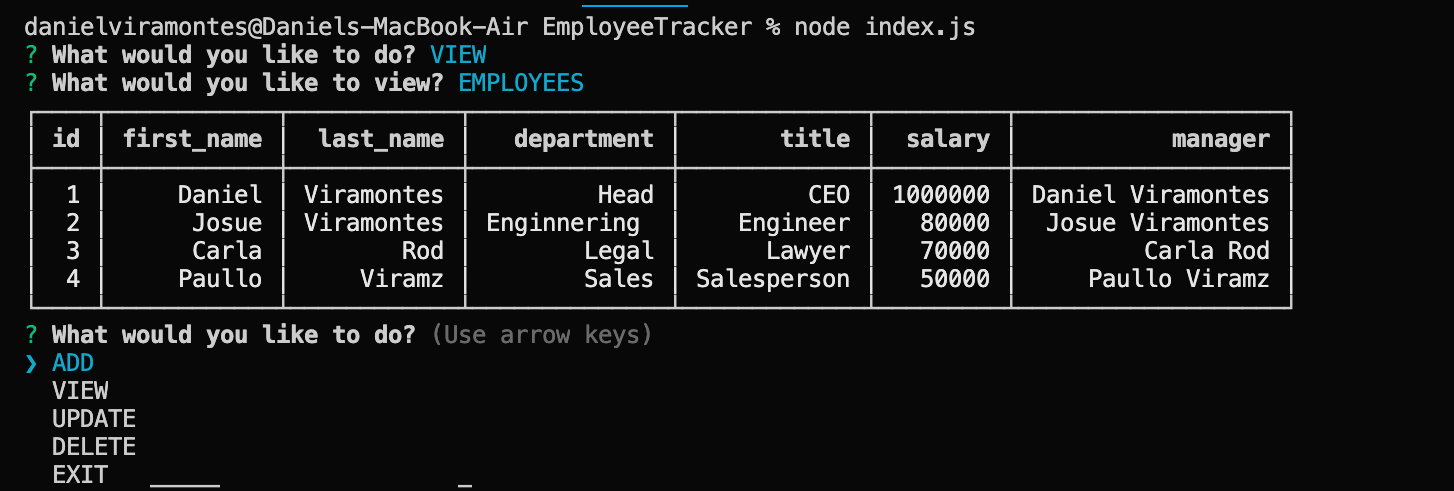 danielviramontes@Daniels-MacBook-Air EmployeeTracker % node index.js
? What would you like to do? VIEW
? What would you like to view? EMPLOYEES
id first_name last_name department title salary manager
1 Daniel Viramontes Head CEO 1000000 Daniel Viramontes
2 Josue Viramontes Enginnering Engineer 80000 Josue Viramontes
3 Carla Rod Legal Lawyer 70000 Carla Rod
4 Paullo Viramz Sales Salesperson 50000 Paullo Viramz
? What would you like to do? (Use arrow keys)
❯ ADD
VIEW
UPDATE
DELETE
EXIT